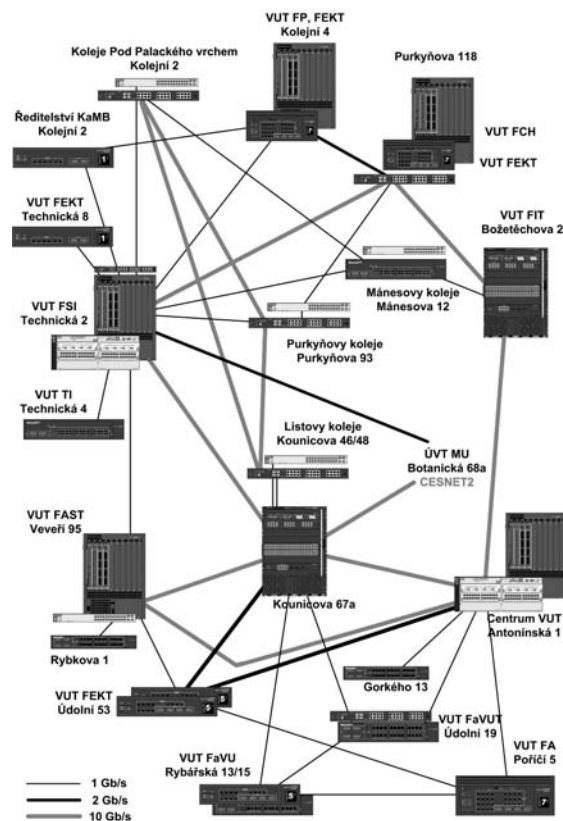 VUT FP, FEKT
Kolejní 4
Koleje Pod Palackého vrchem
Kolejní 2
Purkyňova 118
Ředitelství KaMB
Kolejní 2
VUT FCH
VUT FEKT
VUT FEKT
Technická 8
VUT FIT
Božetěchova 2
VUT FSI
Technická 2
Mánesovy koleje
Mánesova 12
Purkyňovy koleje
Purkyňova 93
VUT TI
Technická 4
Listovy koleje
Kounicova 46/48
ÚVT MU
Botanická 68a
CESNET2
VUT FAST
Veveří 95
Kounicova 67a
Centrum VUT
Antonínská 1
Rybkova 1
Gorkého 13
VUT FEKT
Údolní 53
VUT FaVUT
Údolní 19
VUT FaVU
Rybářská 13/15
VUT FA
Poříčí 5
1 Gb/s
2 Gb/s
10 Gb/s